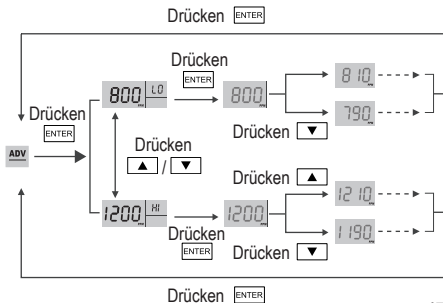 Drücken ENTER
Drücken ENTER
800 LO
800
810
790
Drücken ENTER
Drücken ▼
ADV
Drücken
▲ / ▼
Drücken ▲
1200 HI
1200
1210
1190
Drücken ENTER
Drücken ▼
Drücken ENTER